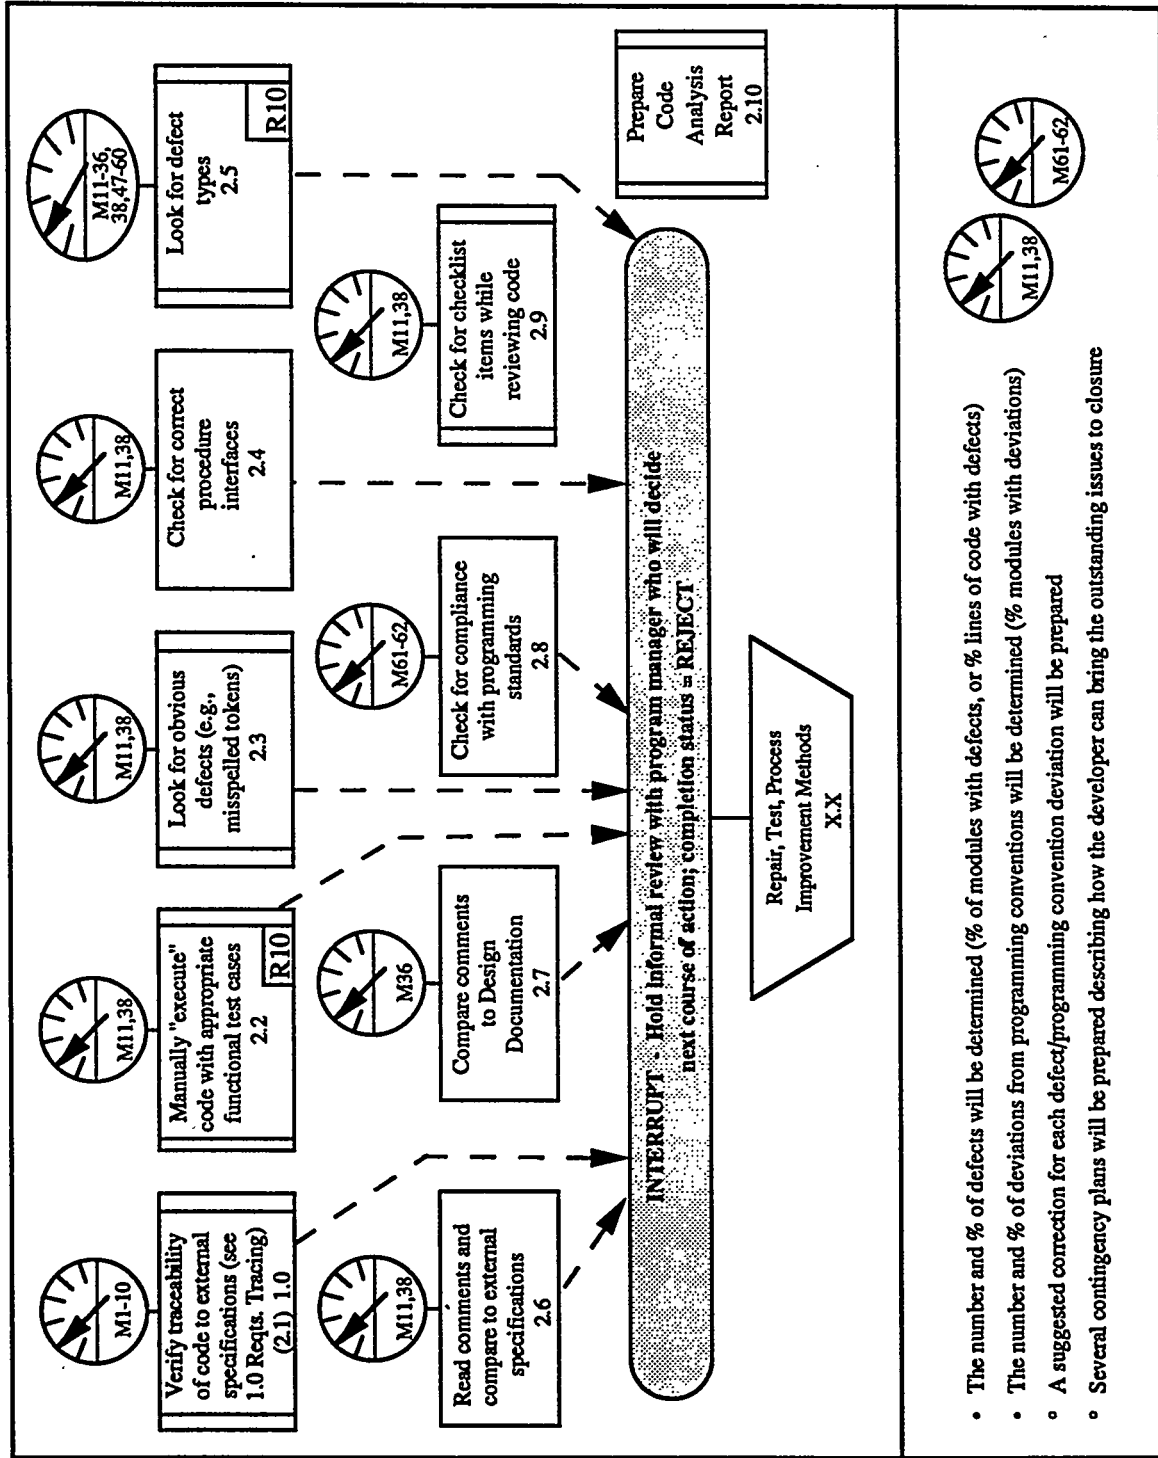 M1-10
Verify traceability
of code to external
specifications (see
1.0 Reqts. Tracing)
(2.1) 1.0
M11,38
Manually "execute"
code with appropriate
functional test cases
2.2
R10
M11,38
Look for obvious
defects (e.g.,
misspelled tokens)
2.3
M11,38
Check for correct
procedure
interfaces
2.4
M11-36,
38,47-60
Look for defect
types
2.5
R10
M11,38
Read comments and
compare to external
specifications
2.6
M36
Compare comments
to Design
Documentation
2.7
M61-62
Check for compliance
with programming
standards
2.8
M11,38
Check for checklist
items while
reviewing code
2.9
INTERRUPT - Hold informal review with program manager who will decide
next course of action; completion status = REJECT
Prepare
Code
Analysis
Report
2.10
Repair, Test, Process
Improvement Methods
X.X
• The number and % of defects will be determined (% of modules with defects, or % lines of code with defects)
M11,38
• The number and % of deviations from programming conventions will be determined (% modules with deviations)
M61-62
o A suggested correction for each defect/programming convention deviation will be prepared
o Several contingency plans will be prepared describing how the developer can bring the outstanding issues to closure